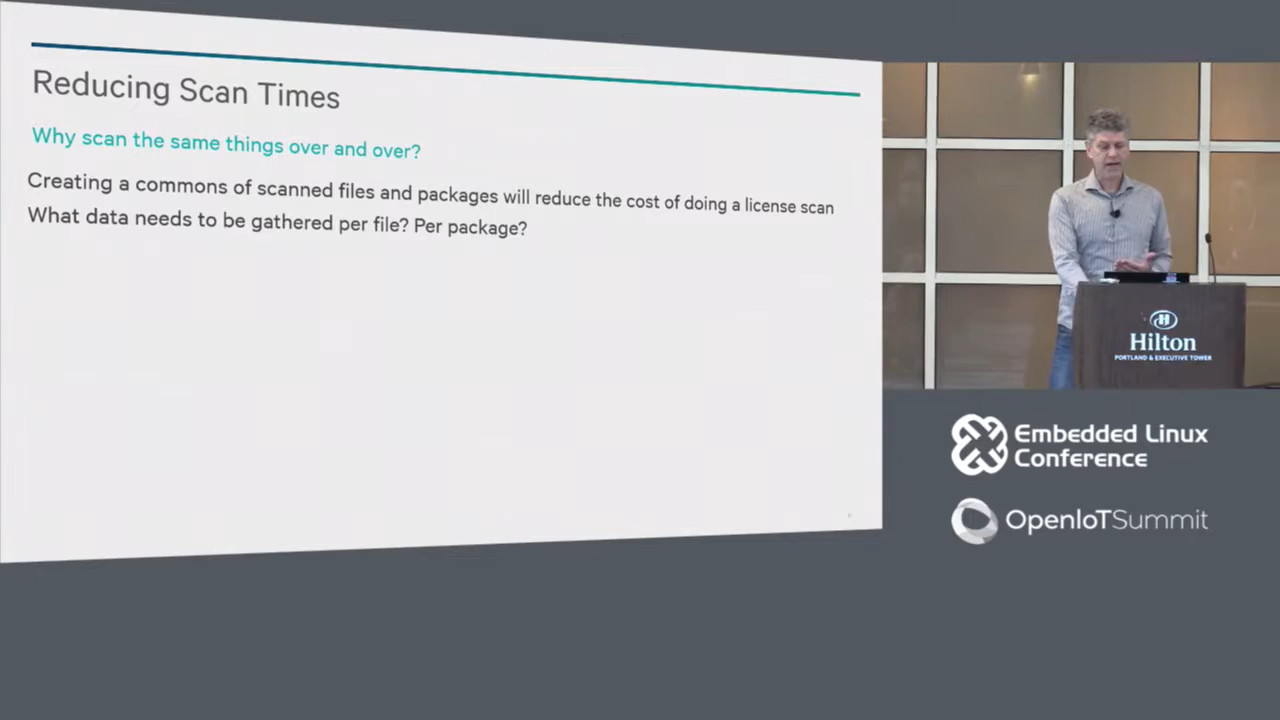 Reducing Scan Times
Why scan the same things over and over?
Creating a commons of scanned files and packages will reduce the cost of doing a license scan
What data needs to be gathered per file? Per package?
H
Hilton
PORTLAND & EXECUTIVE TOWER
Embedded Linux
Conference
OpenIoTSummit